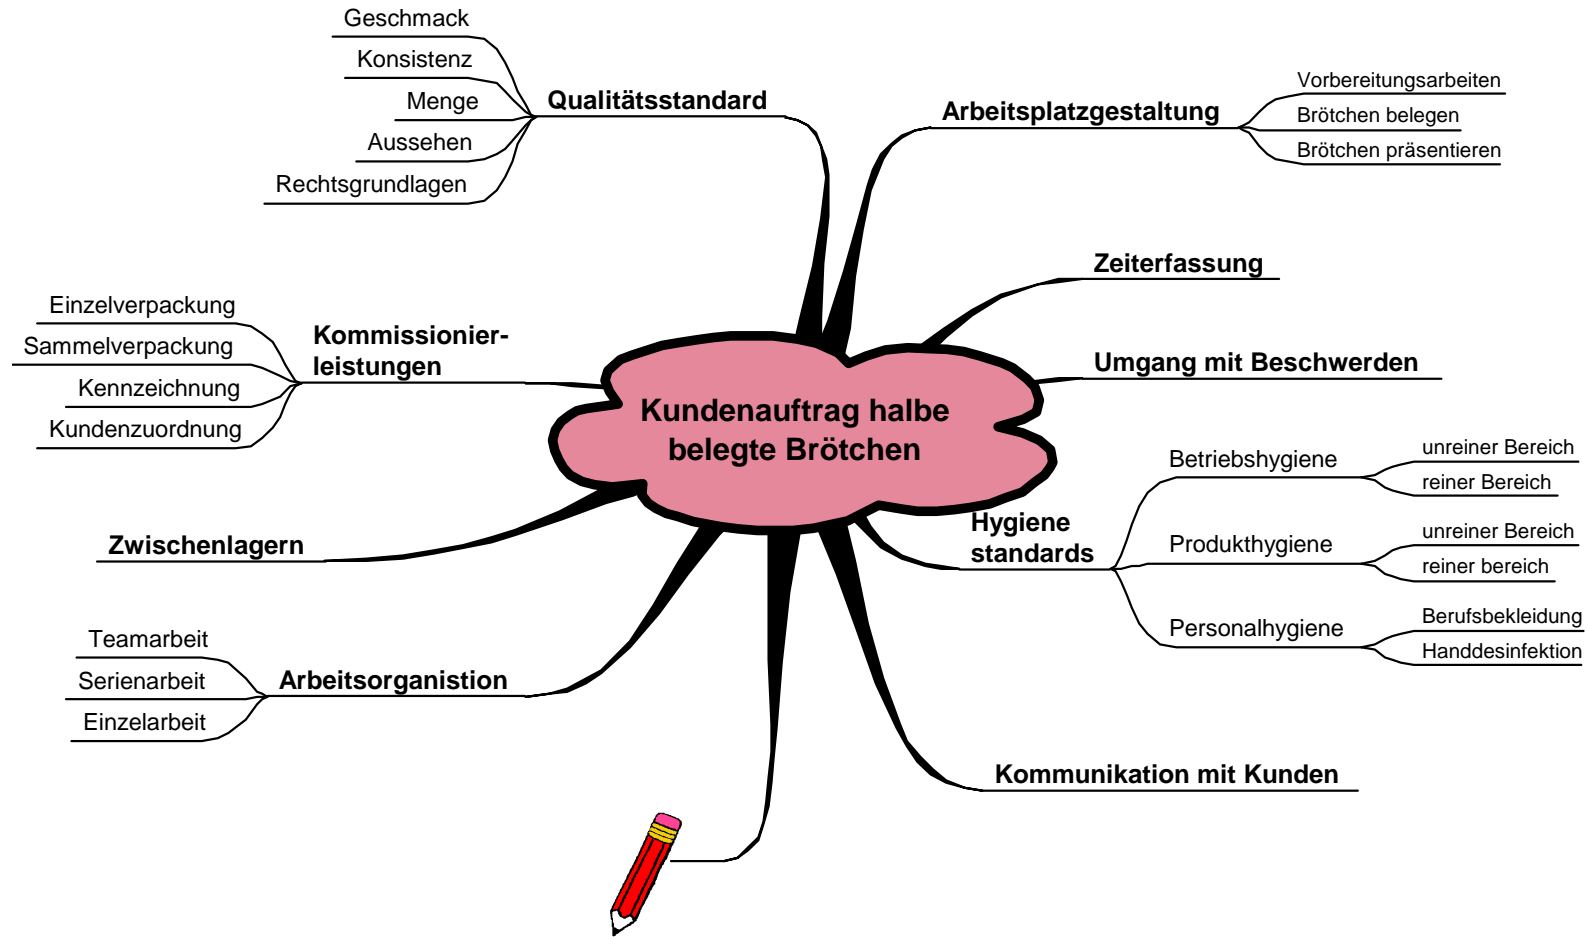 Kundenauftrag halbe
belegte Brötchen
Qualitätsstandard
Geschmack
Konsistenz
Menge
Aussehen
Rechtsgrundlagen
Arbeitsplatzgestaltung
Vorbereitungsarbeiten
Brötchen belegen
Brötchen präsentieren
Zeiterfassung
Umgang mit Beschwerden
Hygiene
standards
Betriebshygiene
unreiner Bereich
reiner Bereich
Produkthygiene
unreiner Bereich
reiner bereich
Personalhygiene
Berufsbekleidung
Handdesinfektion
Kommunikation mit Kunden
Arbeitsorganistion
Teamarbeit
Serienarbeit
Einzelarbeit
Zwischenlagern
Kommissionier-
leistungen
Einzelverpackung
Sammelverpackung
Kennzeichnung
Kundenzuordnung